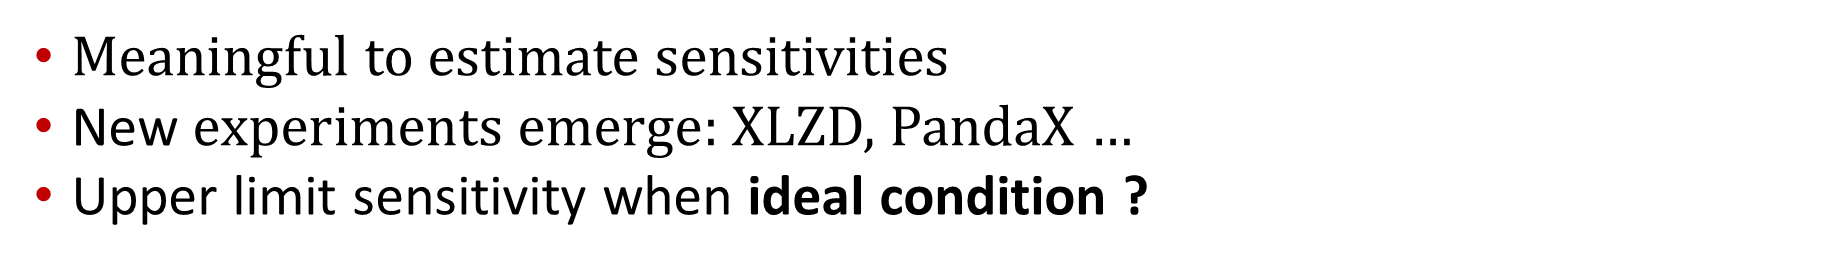 • Meaningful to estimate sensitivities
• New experiments emerge: XLZD, PandaX ...
• Upper limit sensitivity when ideal condition ?